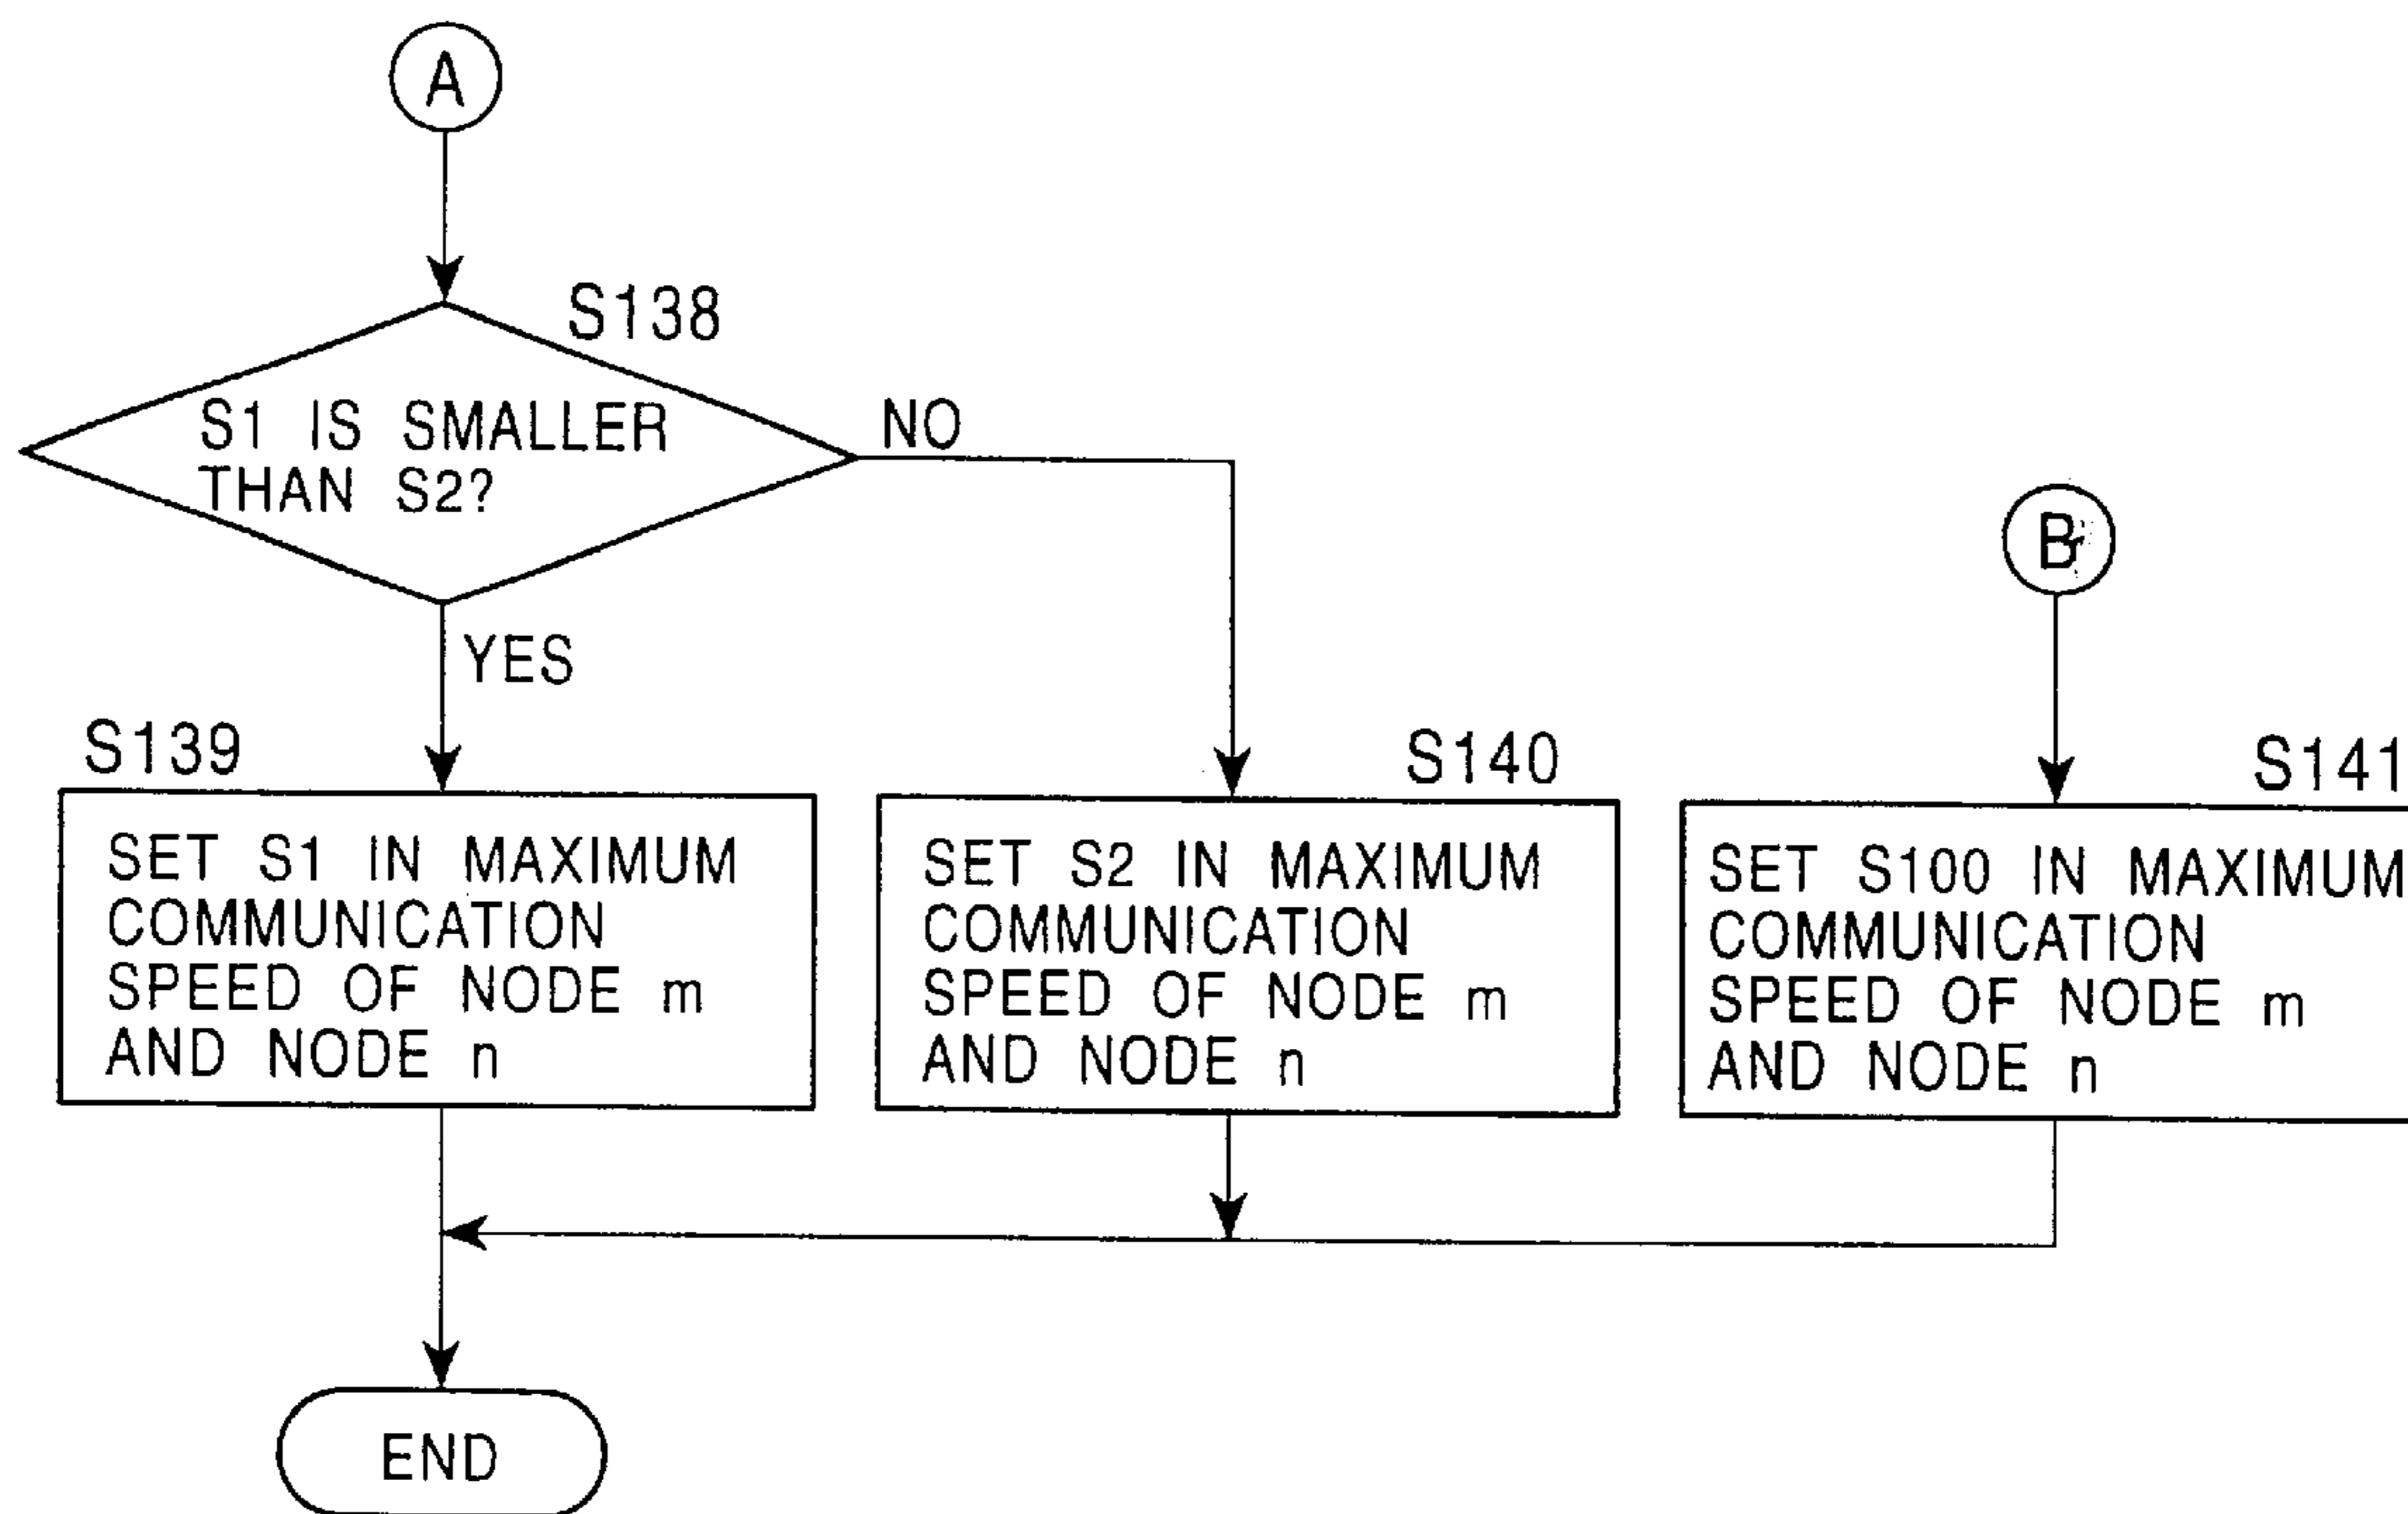 A
S138
S1 IS SMALLER
THAN S2?
NO
B
YES
S139
SET S1 IN MAXIMUM
COMMUNICATION
SPEED OF NODE m
AND NODE n
S140
SET S2 IN MAXIMUM
COMMUNICATION
SPEED OF NODE m
AND NODE n
S141
SET S100 IN MAXIMUM
COMMUNICATION
SPEED OF NODE m
AND NODE n
END